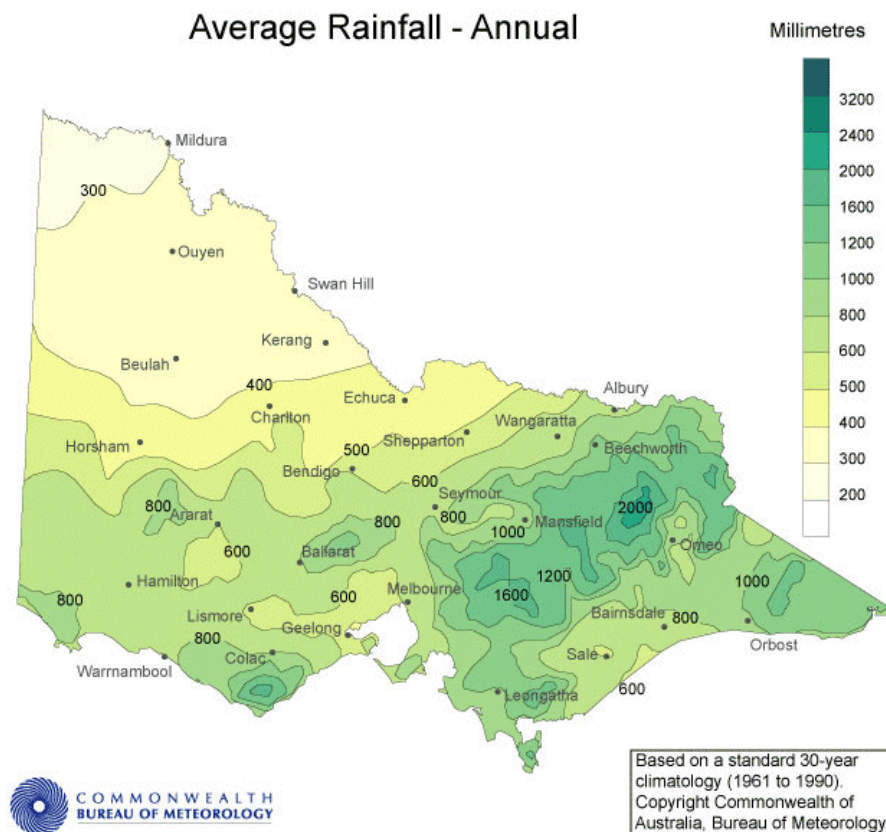 Average Rainfall - Annual
Millimetres
3200
2400
2000
1600
1200
1000
800
600
500
400
300
200
Mildura
300
Ouyen
Swan Hill
Kerang
Beulah
400
Charlton
Echuca
Albury
Horsham
Shepparton
Wangaratta
Beechworth
500
Bendigo
600
Seymour
800
Ararat
800
800
1000
Mansfield
2000
Omeo
600
Ballarat
1200
1000
Hamilton
800
Lismore
600
Melbourne
1600
Bairnsdale
800
Geelong
Orbost
800
Colac
Warrnambool
Sale
600
Leongatha
COMMONWEALTH
BUREAU OF METEOROLOGY
Based on a standard 30-year
climatology (1961 to 1990).
Copyright Commonwealth of
Australia, Bureau of Meteorology